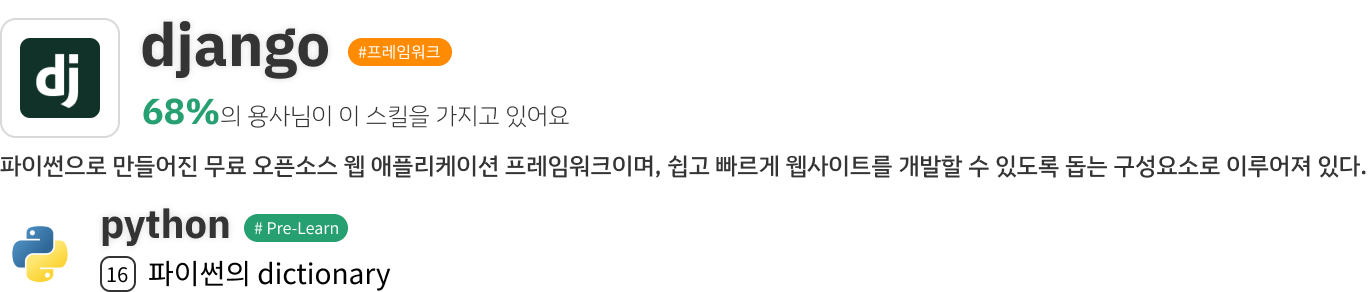 dj
django #프레임워크
68%의 용사님이 이 스킬을 가지고 있어요
파이썬으로 만들어진 무료 오픈소스 웹 애플리케이션 프레임워크이며, 쉽고 빠르게 웹사이트를 개발할 수 있도록 돕는 구성요소로 이루어져 있다.
python # Pre-Learn
16 파이썬의 dictionary